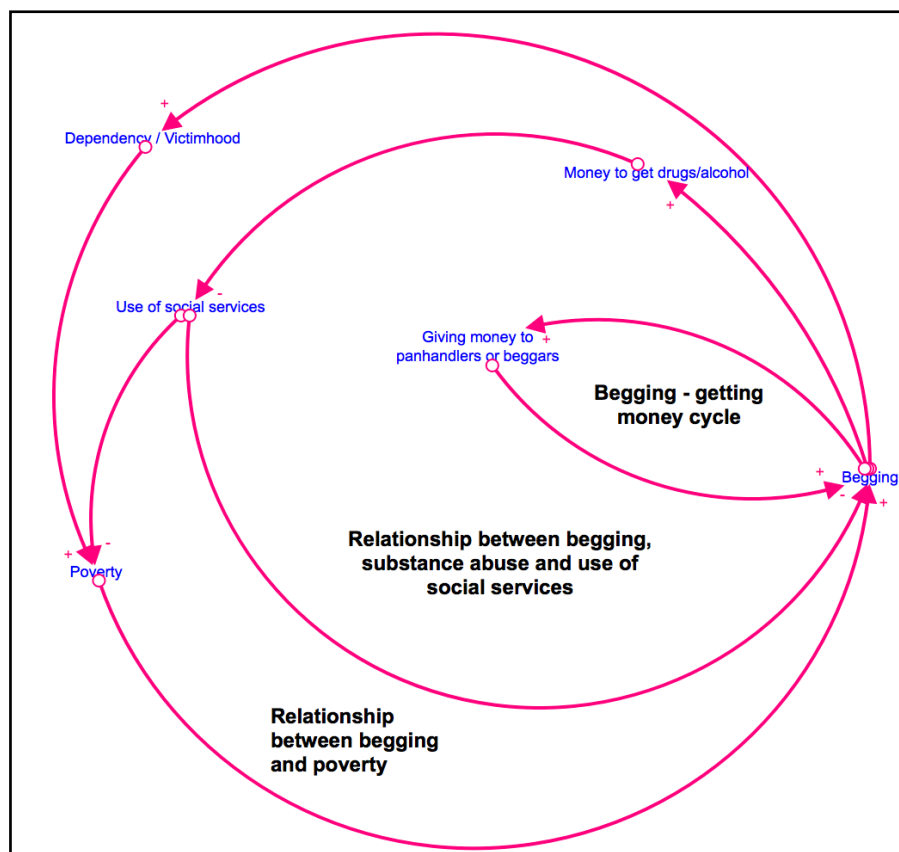 +
Dependency / Victimhood
Money to get drugs/alcohol
+
Use of social services
-
Giving money to
+
panhandlers or beggars
Begging - getting
money cycle
+
Begging
-
+
Relationship between begging,
substance abuse and use of
social services
+
-
Poverty
Relationship
between begging
and poverty